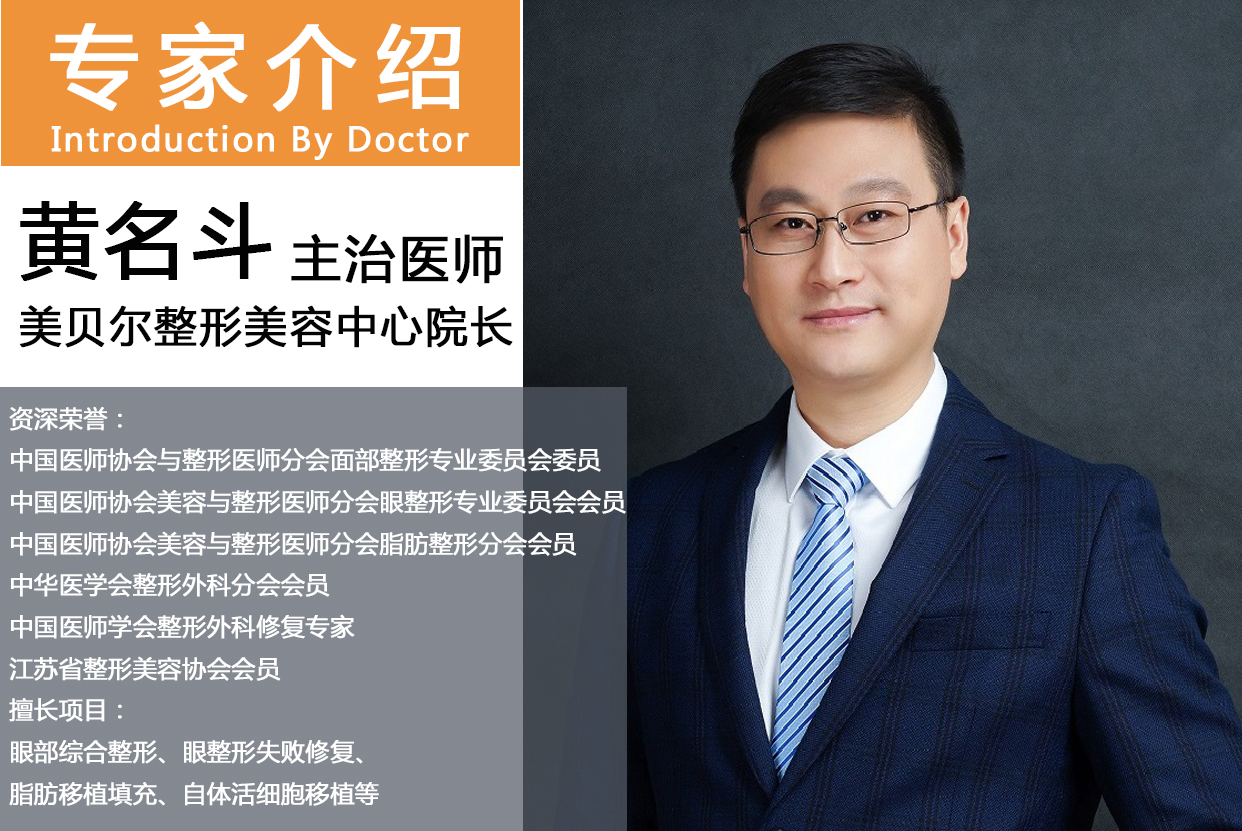 专家介绍
Introduction By Doctor
黄名斗 主治医师
美贝尔整形美容中心院长
资深荣誉：
中国医师协会与整形医师分会面部整形专业委员会委员
中国医师协会美容与整形医师分会眼整形专业委员会会员
中国医师协会美容与整形医师分会脂肪整形分会会员
中华医学会整形外科分会会员
中国医师学会整形外科修复专家
江苏省整形美容协会会员
擅长项目：
眼部综合整形、眼整形失败修复、
脂肪移植填充、自体活细胞移植等